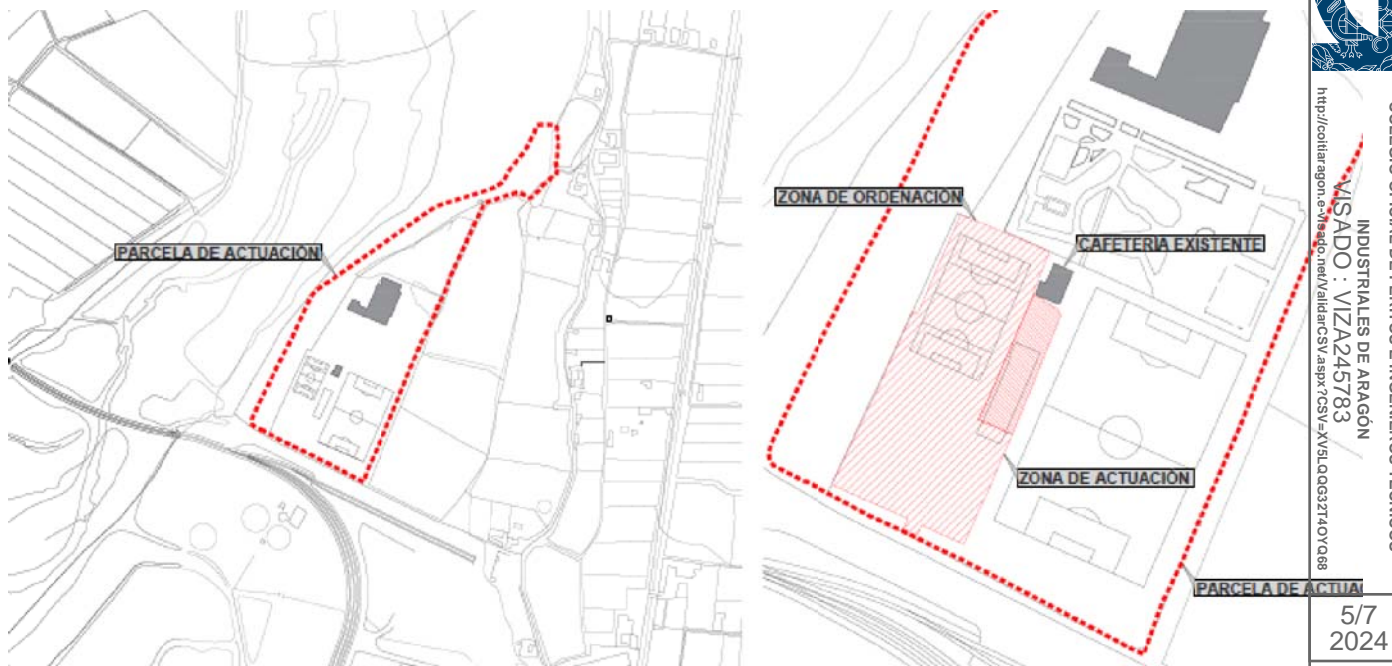 PARCELA DE ACTUACIÓN
ZONA DE ORDENACIÓN
CAFETERÍA EXISTENTE
ZONA DE ACTUACIÓN
PARCELA DE ACTUA
INDUSTRIALES DE ARAGÓN
VISADO : VIZA245783
http://coitiaragon.e-visado.net/ValidarCSV.aspx?CSV=XV5LQQG32T4OYQ68
5/7
2024